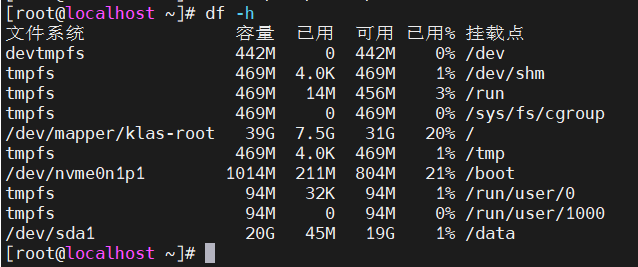 [root@localhost ~]# df -h
文件系统 容量 已用 可用 已用% 挂载点
devtmpfs 442M 0 442M 0% /dev
tmpfs 469M 4.0K 469M 1% /dev/shm
tmpfs 469M 14M 456M 3% /run
tmpfs 469M 0 469M 0% /sys/fs/cgroup
/dev/mapper/klas-root 39G 7.5G 31G 20% /
tmpfs 469M 4.0K 469M 1% /tmp
/dev/nvme0n1p1 1014M 211M 804M 21% /boot
tmpfs 94M 32K 94M 1% /run/user/0
tmpfs 94M 0 94M 0% /run/user/1000
/dev/sda1 20G 45M 19G 1% /data
[root@localhost ~]#